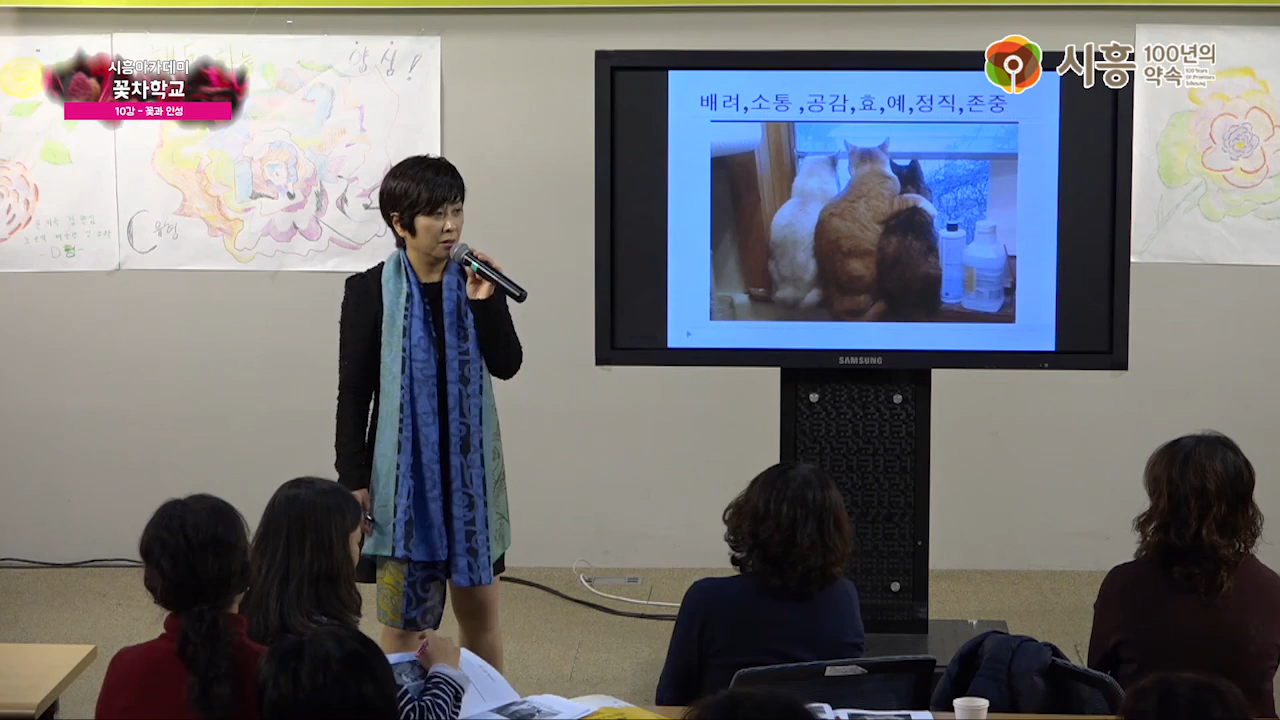 시흥아카데미
꽃차학교
10강 - 꽃과 인성
양심!
시흥 100년의
약속
배려,소통,공감,효,예,정직,존중
SAMSUNG